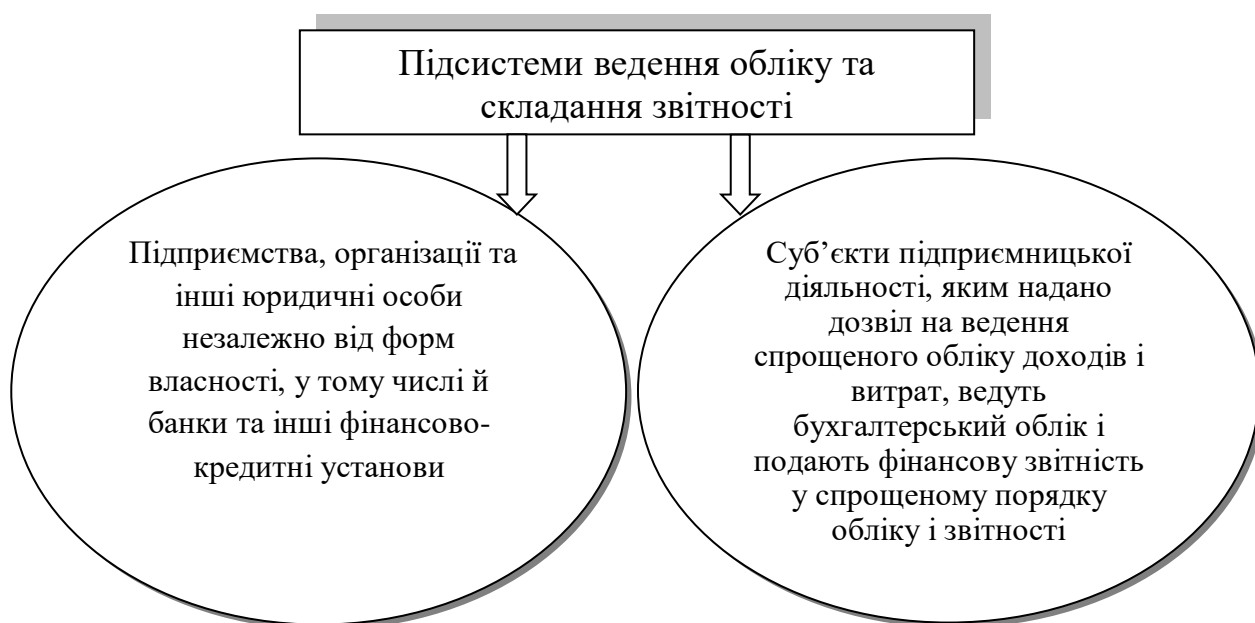 Підсистеми ведення обліку та
складання звітності
Підприємства, організації та
інші юридичні особи
незалежно від форм
власності, у тому числі й
банки та інші фінансово-
кредитні установи
Суб’єкти підприємницької
діяльності, яким надано
дозвіл на ведення
спрощеного обліку доходів і
витрат, ведуть
бухгалтерський облік і
подають фінансову звітність
у спрощеному порядку
обліку і звітності